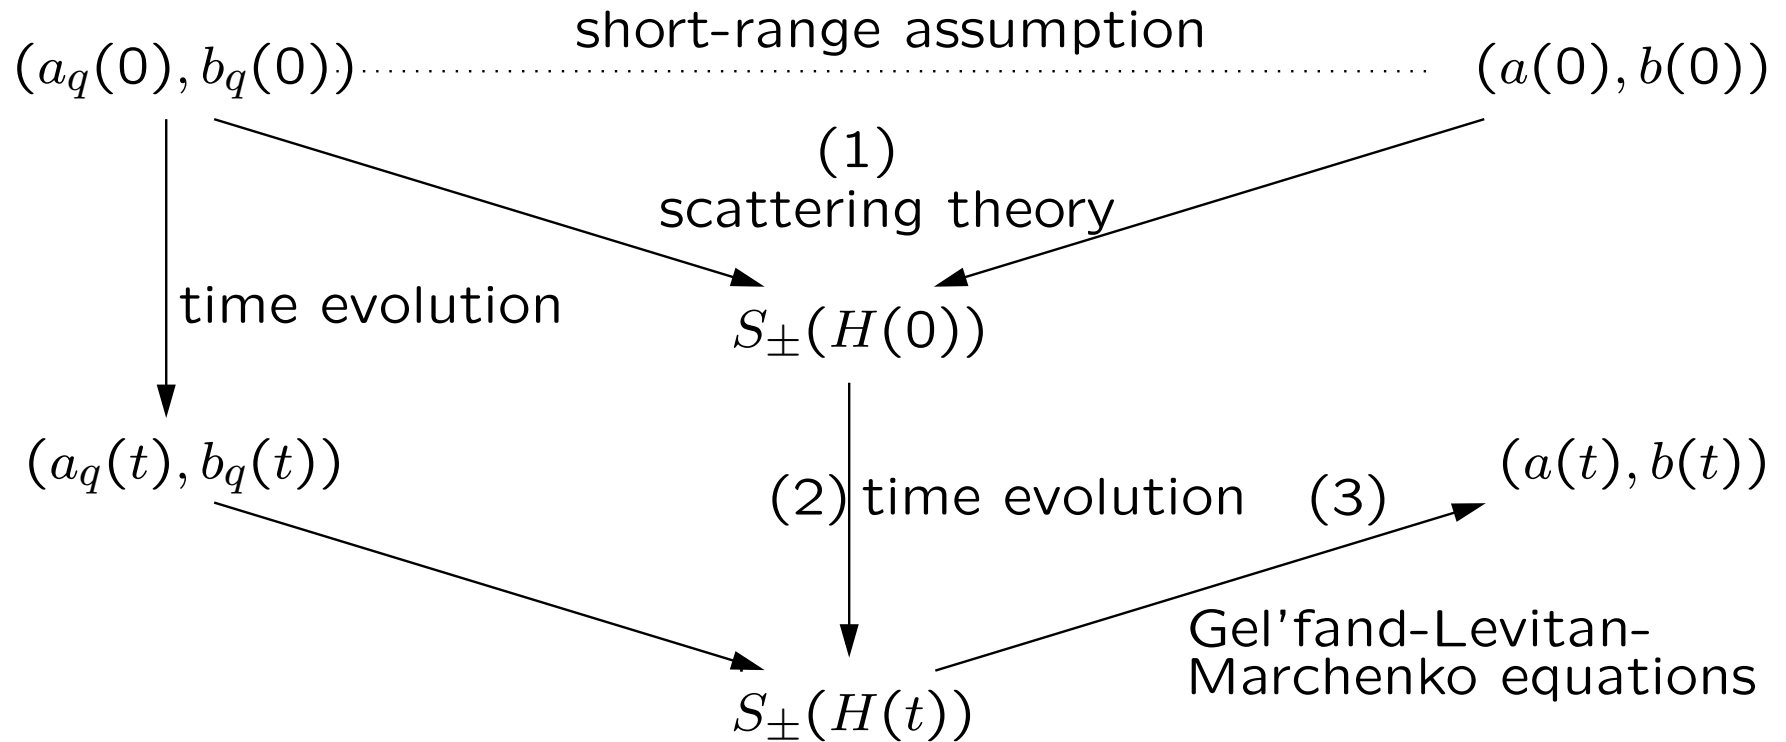 short-range assumption
(a_q(0), b_q(0)) (a(0), b(0))
(1)
scattering theory
time evolution
S_±(H(0))
(a_q(t), b_q(t)) (a(t), b(t))
(2) time evolution (3)
Gel'fand-Levitan-
Marchenko equations
S_±(H(t))